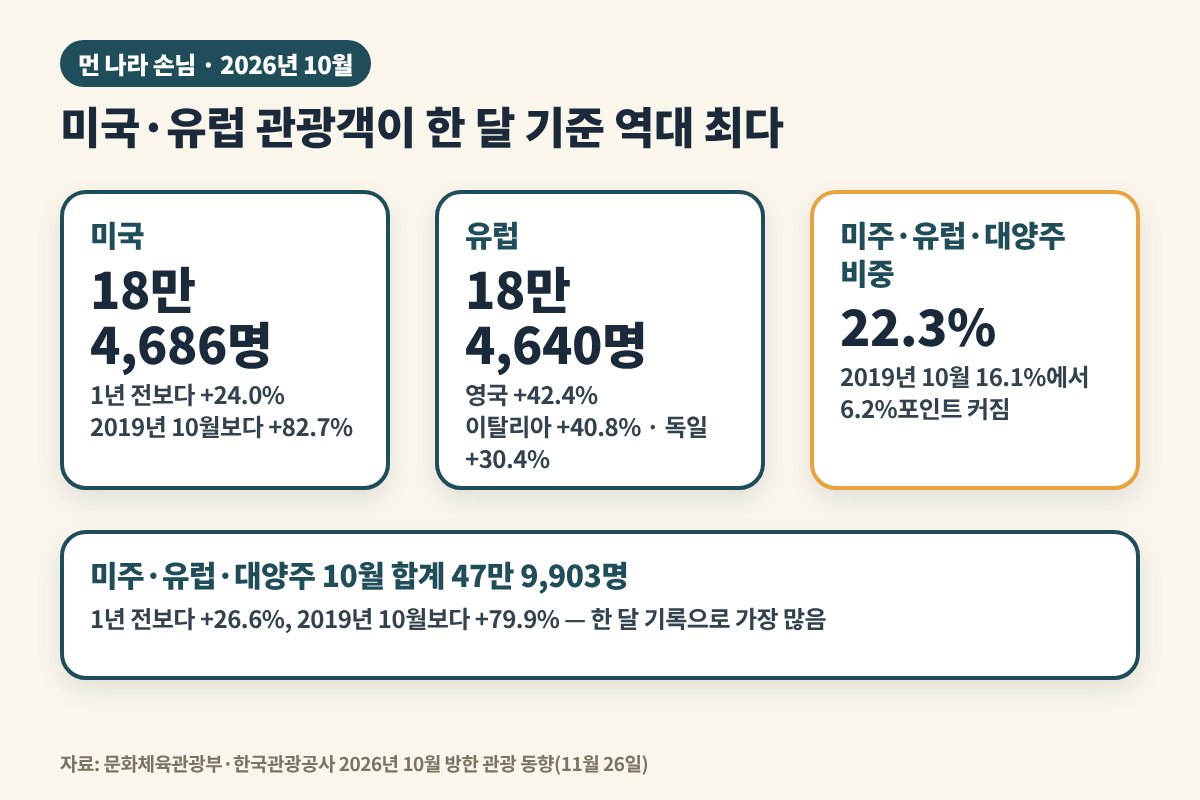 먼 나라 손님 · 2026년 10월
미국·유럽 관광객이 한 달 기준 역대 최다
미국
18만
4,686명
1년 전보다 +24.0%
2019년 10월보다 +82.7%
유럽
18만
4,640명
영국 +42.4%
이탈리아 +40.8% · 독일
+30.4%
미주·유럽·대양주
비중
22.3%
2019년 10월 16.1%에서
6.2%포인트 커짐
미주·유럽·대양주 10월 합계 47만 9,903명
1년 전보다 +26.6%, 2019년 10월보다 +79.9% — 한 달 기록으로 가장 많음
자료: 문화체육관광부·한국관광공사 2026년 10월 방한 관광 동향(11월 26일)